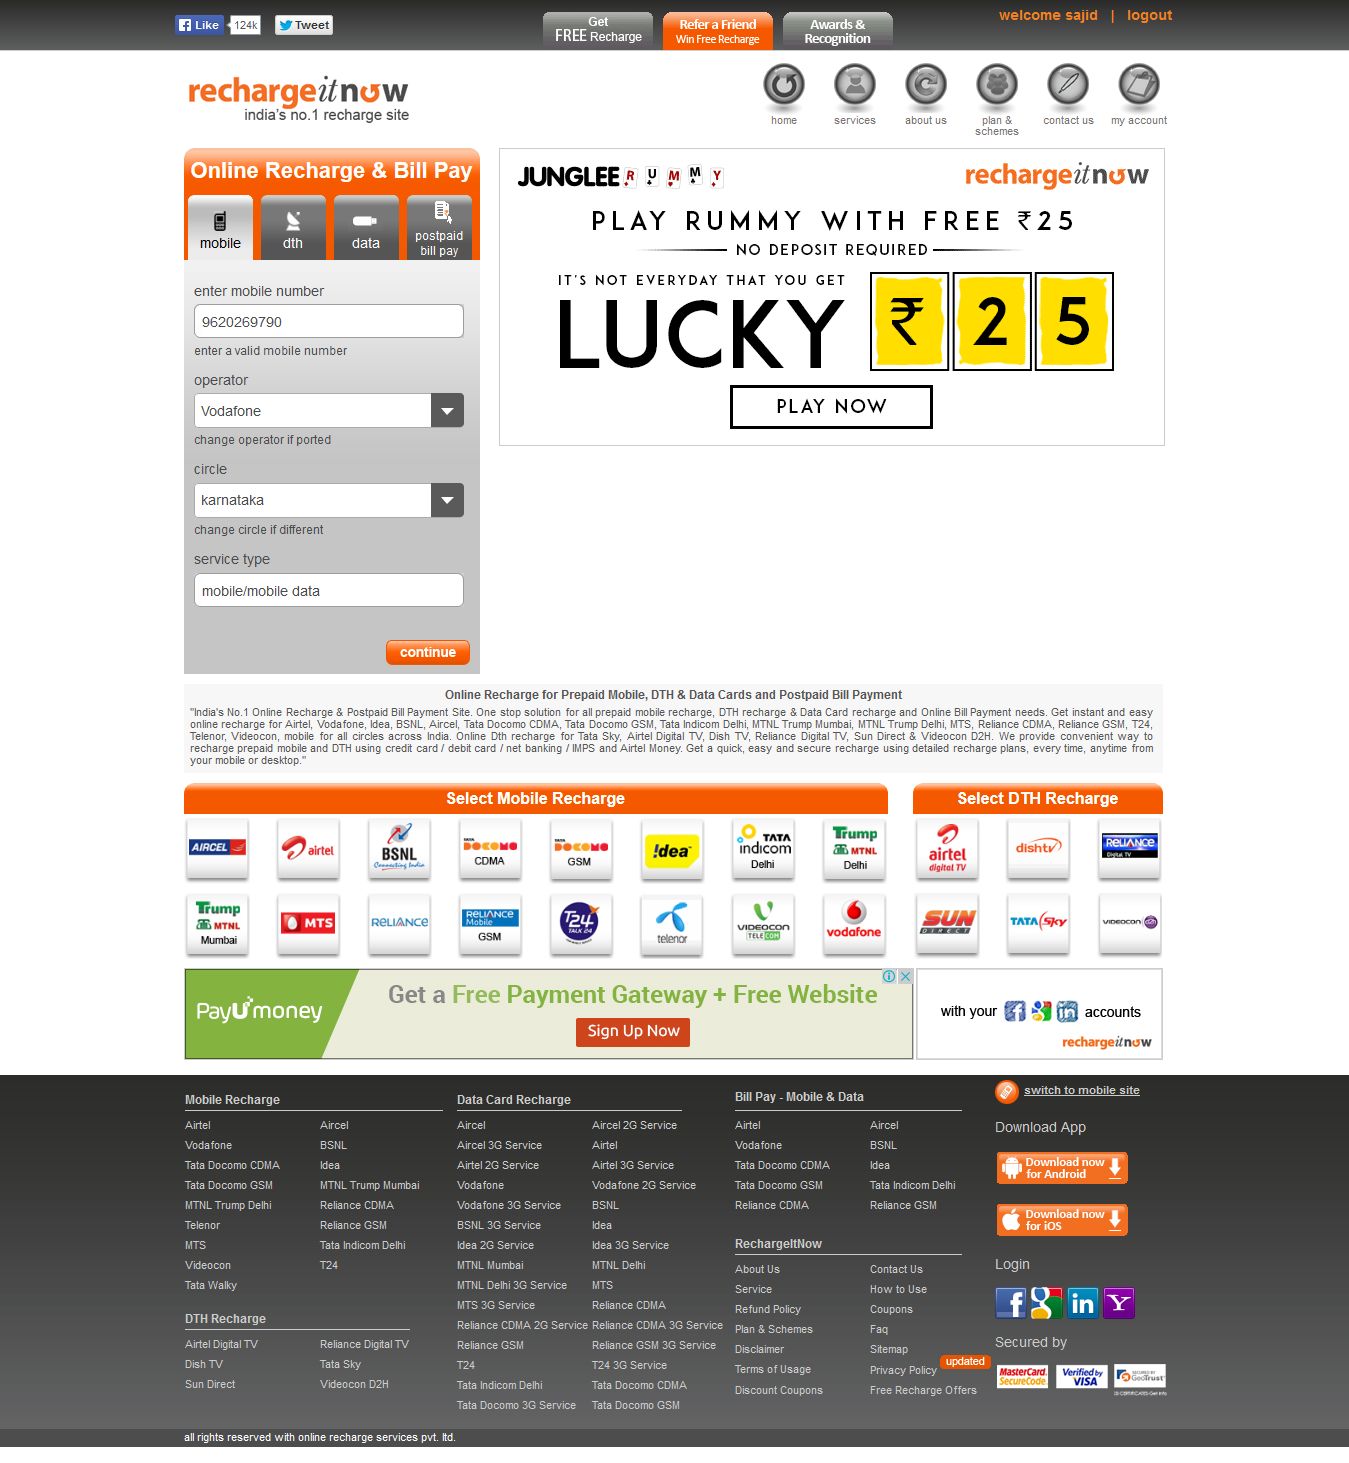 Like 124k Tweet
Get
FREE Recharge
Refer a Friend
Win Free Recharge
Awards &
Recognition
welcome sajid | logout
rechargeitnow
india's no.1 recharge site
home services about us plan & schemes contact us my account
Online Recharge & Bill Pay
mobile dth data postpaid bill pay
enter mobile number
9620269790
enter a valid mobile number
operator
Vodafone
change operator if ported
circle
karnataka
change circle if different
service type
mobile/mobile data
continue
JUNGLEE RUMMY
rechargeitnow
PLAY RUMMY WITH FREE ₹25
NO DEPOSIT REQUIRED
IT'S NOT EVERYDAY THAT YOU GET
LUCKY ₹ 2 5
PLAY NOW
Online Recharge for Prepaid Mobile, DTH & Data Cards and Postpaid Bill Payment
"India's No.1 Online Recharge & Postpaid Bill Payment Site. One stop solution for all prepaid mobile recharge, DTH recharge & Data Card recharge and Online Bill Payment needs. Get instant and easy
online recharge for Airtel, Vodafone, Idea, BSNL, Aircel, Tata Docomo CDMA, Tata Docomo GSM, Tata Indicom Delhi, MTNL Trump Mumbai, MTNL Trump Delhi, MTS, Reliance CDMA, Reliance GSM, T24,
Telenor, Videocon, mobile for all circles across India. Online Dth recharge for Tata Sky, Airtel Digital TV, Dish TV, Reliance Digital TV, Sun Direct & Videocon D2H. We provide convenient way to
recharge prepaid mobile and DTH using credit card / debit card / net banking / IMPS and Airtel Money. Get a quick, easy and secure recharge using detailed recharge plans, every time, anytime from
your mobile or desktop."
Select Mobile Recharge
Select DTH Recharge
AIRCEL
airtel
BSNL
Connecting India
TATA DOCOMO
CDMA
TATA DOCOMO
GSM
!dea
TATA indicom
Delhi
Trump MTNL
Delhi
airtel digital TV
dishtv
RELIANCE Digital TV
Trump MTNL
Mumbai
MTS
RELIANCE
RELIANCE Mobile
GSM
T24
TALK 24
telenor
VIDEOCON TELECOM
vodafone
SUN DIRECT
TATA Sky
VIDEOCON d2h
PayUmoney
Get a Free Payment Gateway + Free Website
Sign Up Now
with your accounts
rechargeitnow
Mobile Recharge
Airtel Aircel
Vodafone BSNL
Tata Docomo CDMA Idea
Tata Docomo GSM MTNL Trump Mumbai
MTNL Trump Delhi Reliance CDMA
Telenor Reliance GSM
MTS Tata Indicom Delhi
Videocon T24
Tata Walky
DTH Recharge
Airtel Digital TV Reliance Digital TV
Dish TV Tata Sky
Sun Direct Videocon D2H
Data Card Recharge
Aircel Aircel 2G Service
Aircel 3G Service Airtel
Airtel 2G Service Airtel 3G Service
Vodafone Vodafone 2G Service
Vodafone 3G Service BSNL
BSNL 3G Service Idea
Idea 2G Service Idea 3G Service
MTNL Mumbai MTNL Delhi
MTNL Delhi 3G Service MTS
MTS 3G Service Reliance CDMA
Reliance CDMA 2G Service Reliance CDMA 3G Service
Reliance GSM Reliance GSM 3G Service
T24 T24 3G Service
Tata Indicom Delhi Tata Docomo CDMA
Tata Docomo 3G Service Tata Docomo GSM
Bill Pay - Mobile & Data
Airtel Aircel
Vodafone BSNL
Tata Docomo CDMA Idea
Tata Docomo GSM Tata Indicom Delhi
Reliance CDMA Reliance GSM
RechargeItNow
About Us Contact Us
Service How to Use
Refund Policy Coupons
Plan & Schemes Faq
Disclaimer Sitemap
Terms of Usage Privacy Policy updated
Discount Coupons Free Recharge Offers
switch to mobile site
Download App
Download now
for Android
Download now
for iOS
Login
f g in Y!
Secured by
MasterCard. SecureCode.
Verified by VISA
SECURED BY GeoTrust
all rights reserved with online recharge services pvt. ltd.